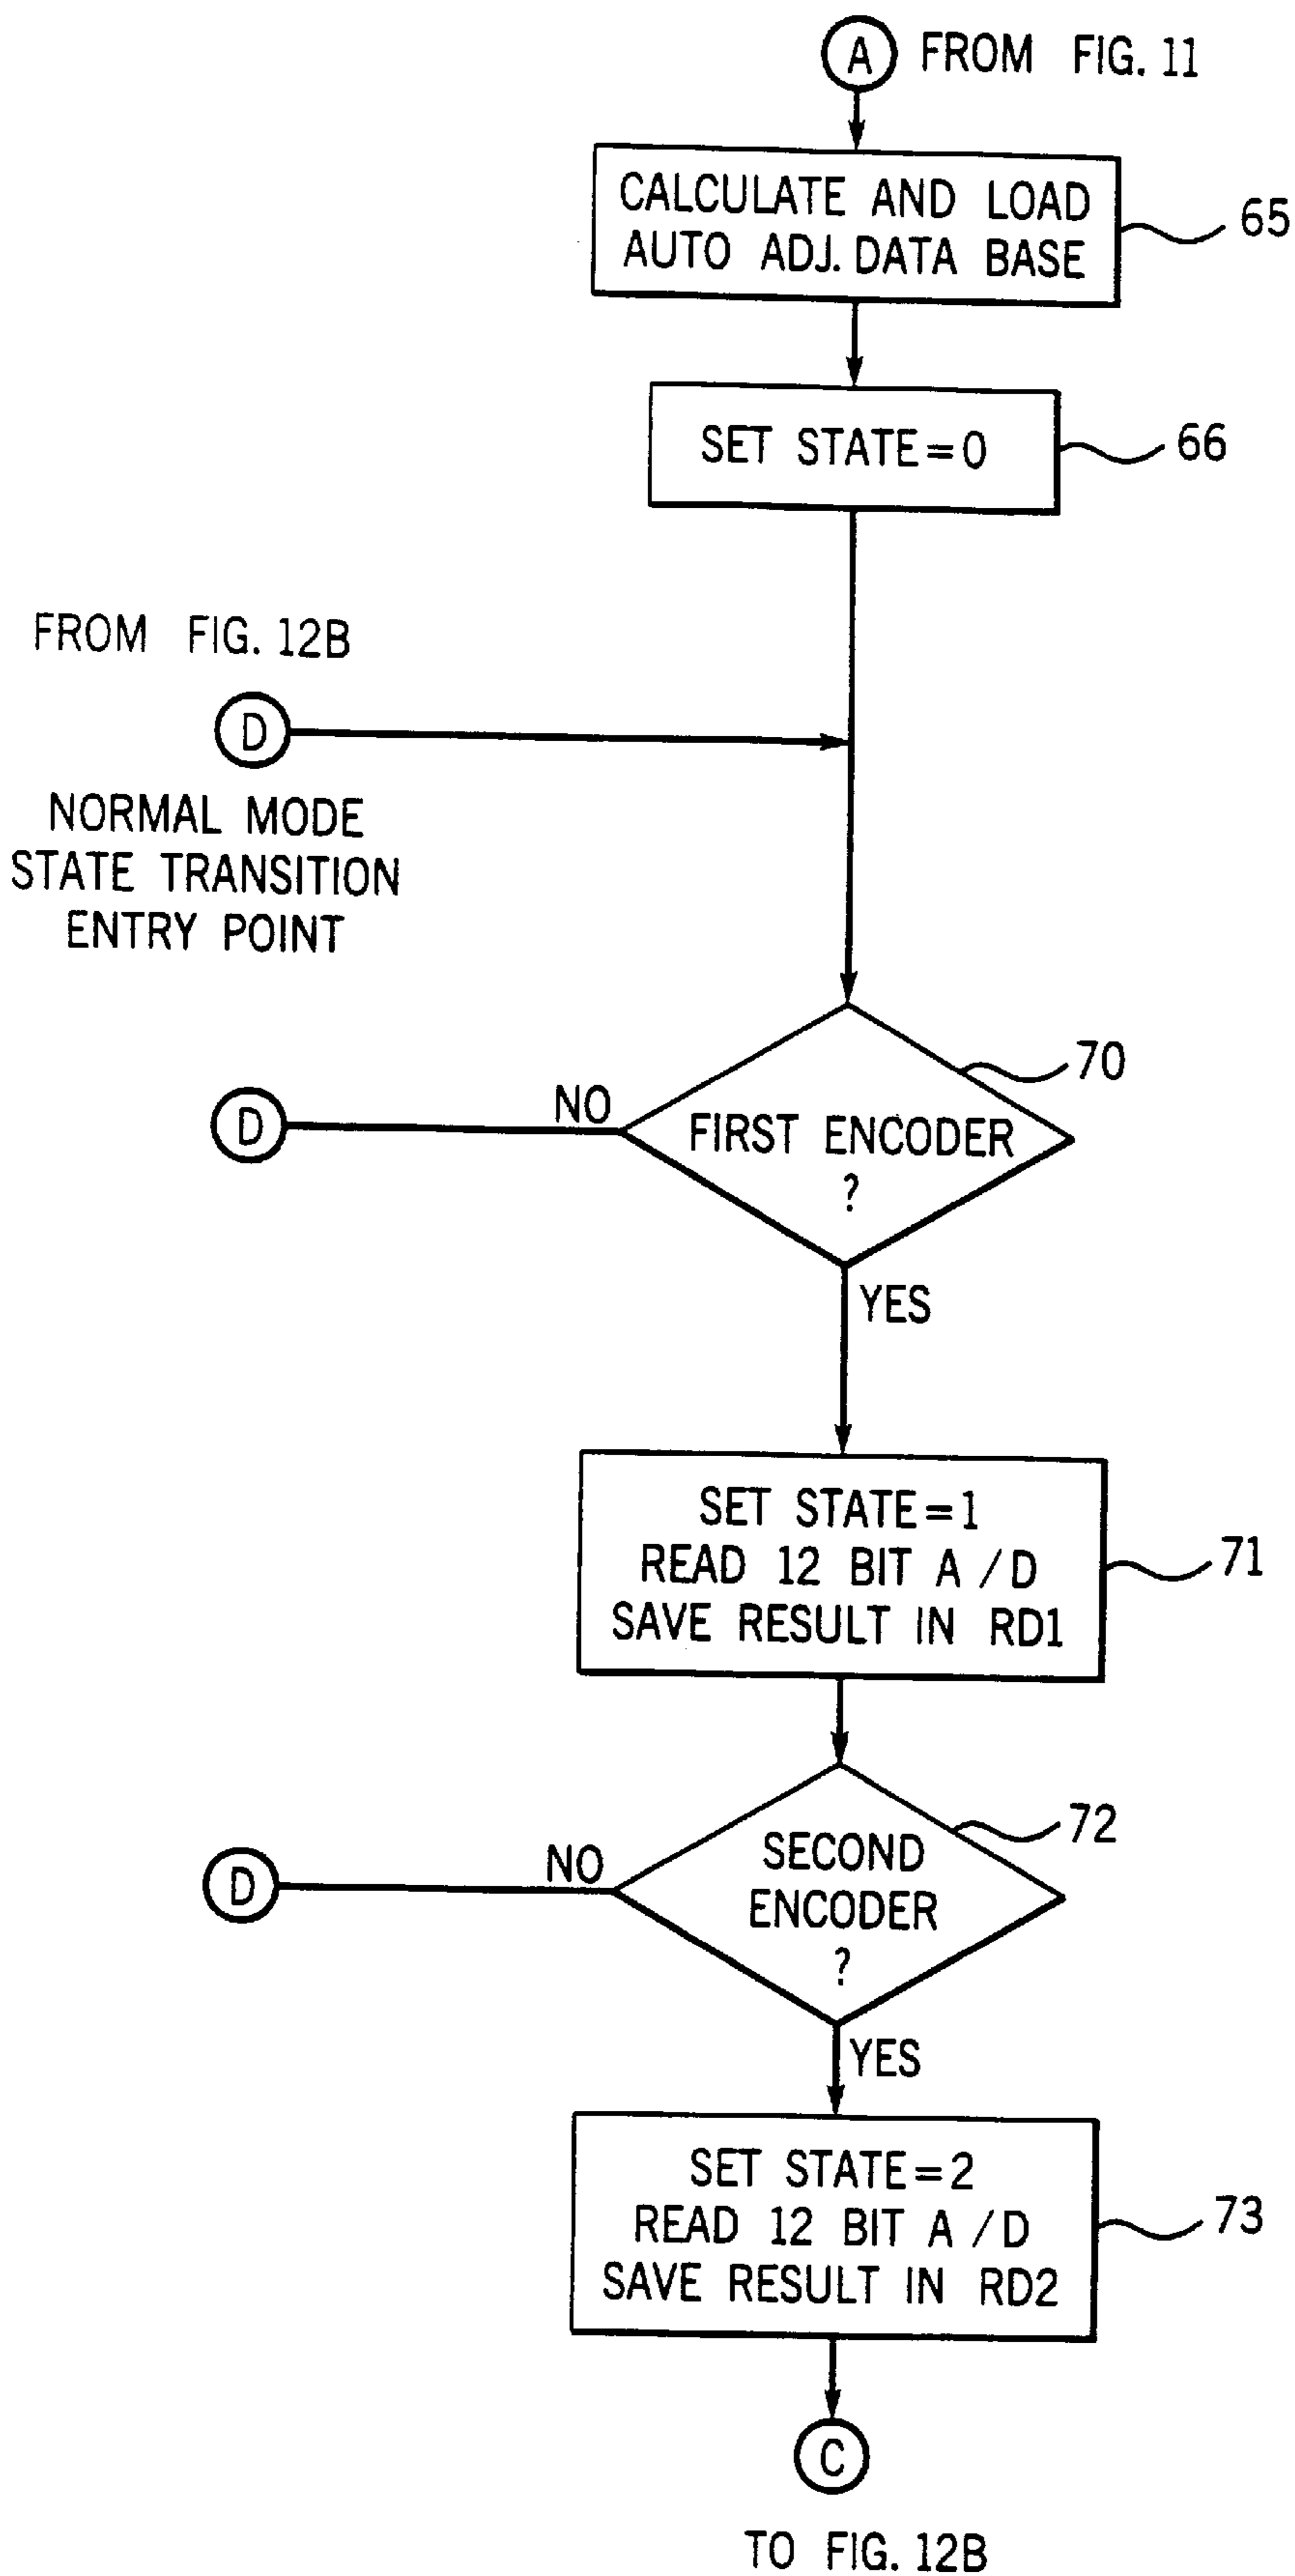 A FROM FIG. 11
CALCULATE AND LOAD
AUTO ADJ. DATA BASE
65
SET STATE=0
66
FROM FIG. 12B
D
NORMAL MODE
STATE TRANSITION
ENTRY POINT
70
D
NO
FIRST ENCODER
?
YES
SET STATE=1
READ 12 BIT A/D
SAVE RESULT IN RD1
71
72
D
NO
SECOND
ENCODER
?
YES
SET STATE=2
READ 12 BIT A/D
SAVE RESULT IN RD2
73
C
TO FIG. 12B